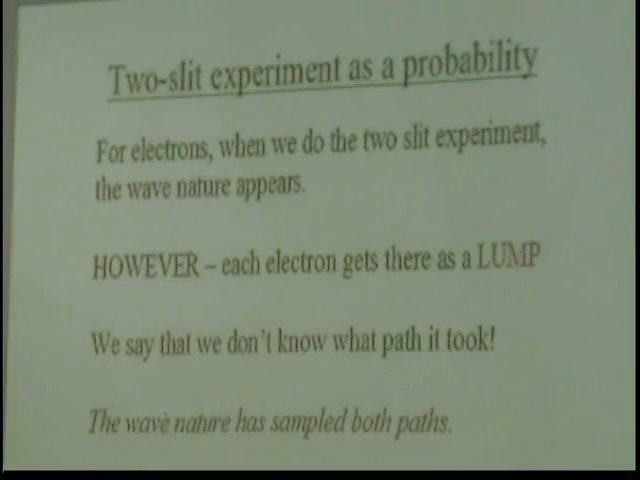 Two-slit experiment as a probability
For electrons, when we do the two slit experiment,
the wave nature appears.
HOWEVER – each electron gets there as a LUMP
We say that we don't know what path it took!
The wave nature has sampled both paths.